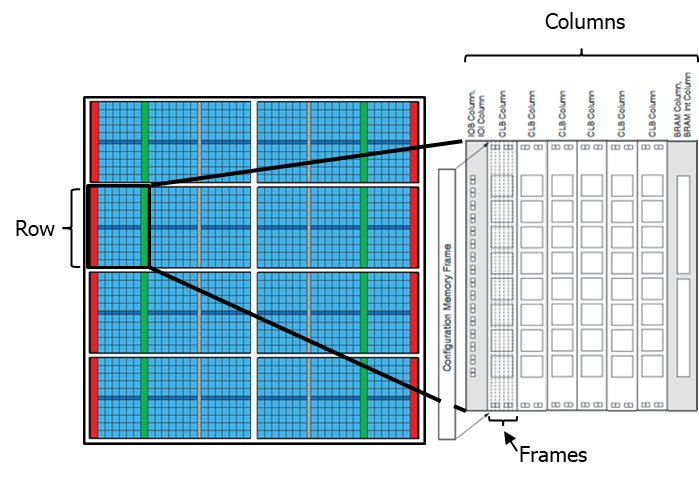 Columns
IOB Column,
IOI Column
CLB Column
CLB Column
CLB Column
CLB Column
CLB Column
CLB Column
BRAM Column,
BRAM Int Column
Row
Configuration Memory Frame
Frames